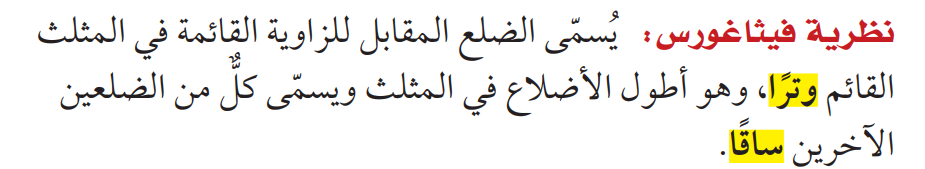 نظرية فيثاغورس: يُسمّى الضلع المقابل للزاوية القائمة في المثلث
القائم وترًا، وهو أطول الأضلاع في المثلث ويسمّى كلٌّ من الضلعين
الآخرين ساقًا.